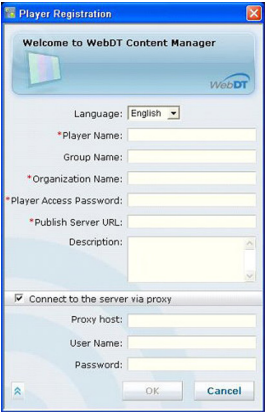 Player Registration
Welcome to WebDT Content Manager
WebDT
Language: English
*Player Name:
Group Name:
*Organization Name:
*Player Access Password:
*Publish Server URL:
Description:
Connect to the server via proxy
Proxy host:
User Name:
Password:
OK Cancel